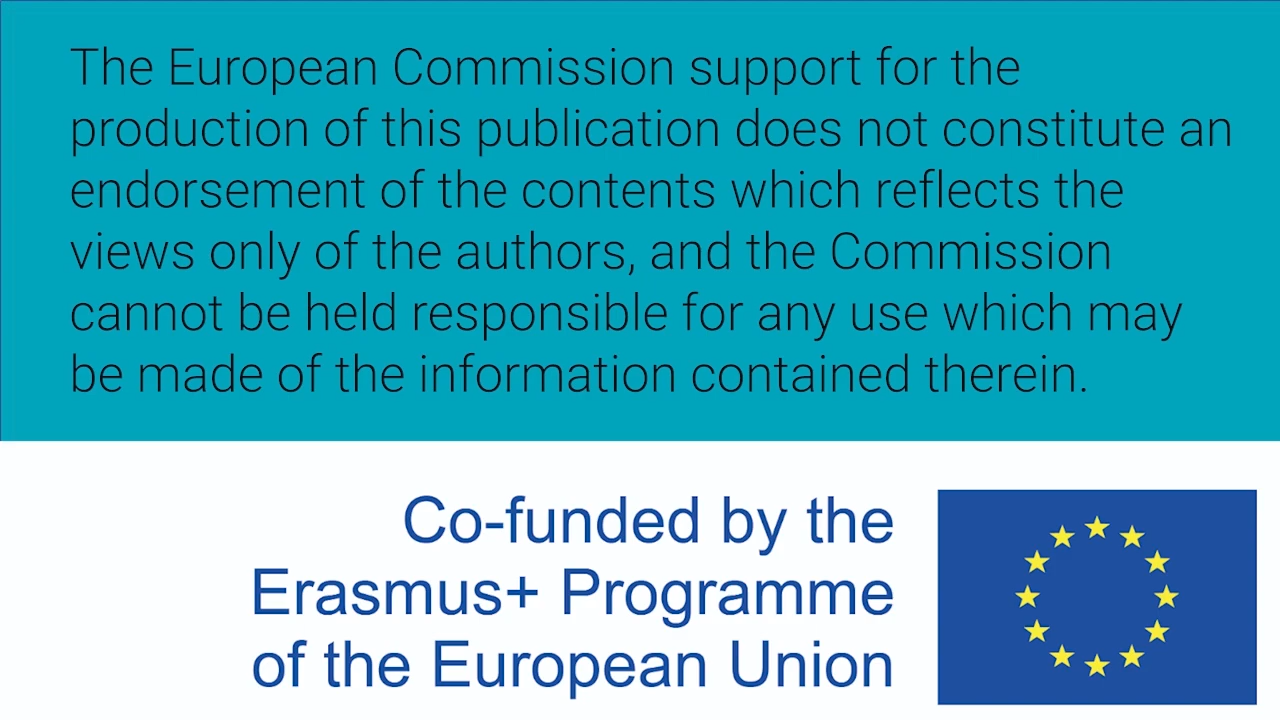 The European Commission support for the
production of this publication does not constitute an
endorsement of the contents which reflects the
views only of the authors, and the Commission
cannot be held responsible for any use which may
be made of the information contained therein.
Co-funded by the
Erasmus+ Programme
of the European Union